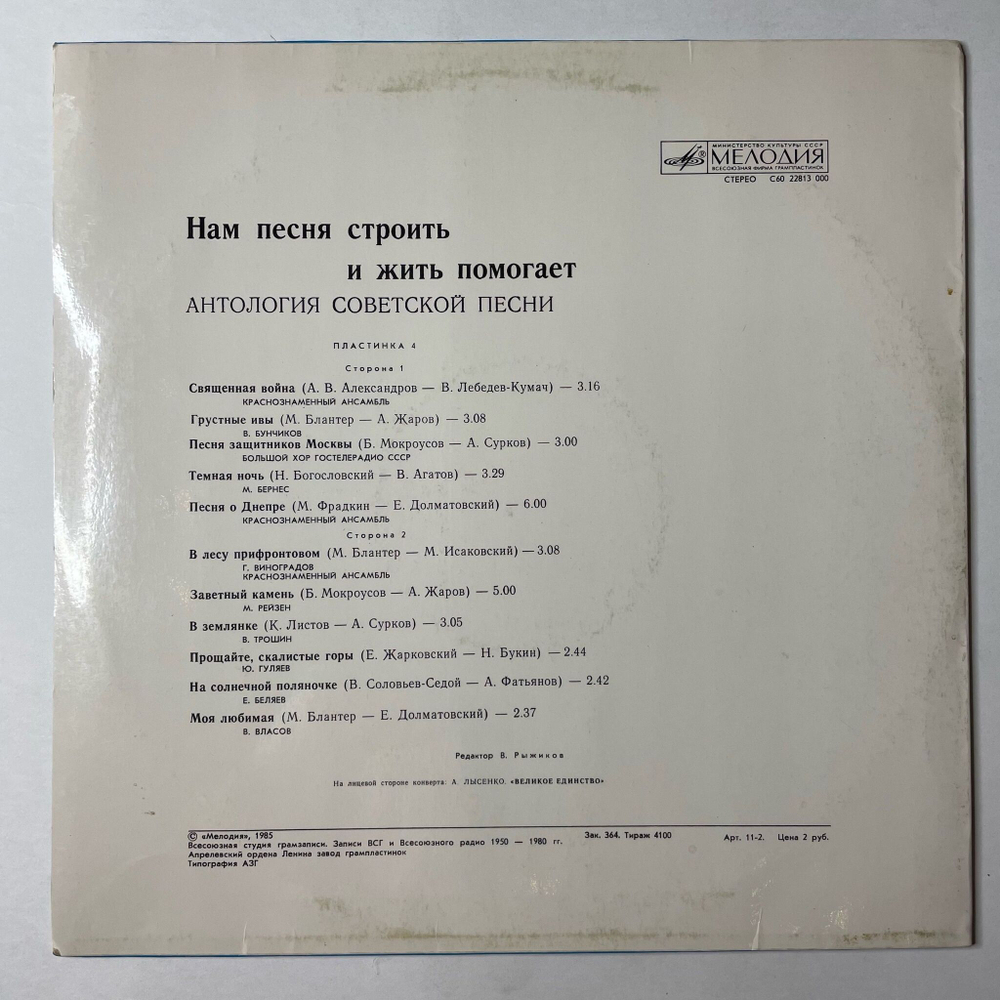 МИНИСТЕРСТВО КУЛЬТУРЫ СССР
МЕЛОДИЯ
ВСЕСОЮЗНАЯ ФИРМА ГРАМПЛАСТИНОК
СТЕРЕО С60 22813 000
Нам песня строить
и жить помогает
АНТОЛОГИЯ СОВЕТСКОЙ ПЕСНИ
ПЛАСТИНКА 4
Сторона 1
Священная война (А. В. Александров — В. Лебедев-Кумач) — 3.16
КРАСНОЗНАМЕННЫЙ АНСАМБЛЬ
Грустные ивы (М. Блантер — А. Жаров) — 3.08
В. БУНЧИКОВ
Песня защитников Москвы (Б. Мокроусов — А. Сурков) — 3.00
БОЛЬШОЙ ХОР ГОСТЕЛЕРАДИО СССР
Темная ночь (Н. Богословский — В. Агатов) — 3.29
М. БЕРНЕС
Песня о Днепре (М. Фрадкин — Е. Долматовский) — 6.00
КРАСНОЗНАМЕННЫЙ АНСАМБЛЬ
Сторона 2
В лесу прифронтовом (М. Блантер — М. Исаковский) — 3.08
Г. ВИНОГРАДОВ
КРАСНОЗНАМЕННЫЙ АНСАМБЛЬ
Заветный камень (Б. Мокроусов — А. Жаров) — 5.00
М. РЕЙЗЕН
В землянке (К. Листов — А. Сурков) — 3.05
В. ТРОШИН
Прощайте, скалистые горы (Е. Жарковский — Н. Букин) — 2.44
Ю. ГУЛЯЕВ
На солнечной поляночке (В. Соловьев-Седой — А. Фатьянов) — 2.42
Е. БЕЛЯЕВ
Моя любимая (М. Блантер — Е. Долматовский) — 2.37
В. ВЛАСОВ
Редактор В. Рыжиков
На лицевой стороне конверта: А. ЛЫСЕНКО. «ВЕЛИКОЕ ЕДИНСТВО»
© «Мелодия», 1985 Зак. 364. Тираж 4100 Арт. 11-2. Цена 2 руб.
Всесоюзная студия грамзаписи. Записи ВСГ и Всесоюзного радио 1950 — 1980 гг.
Апрелевский ордена Ленина завод грампластинок
Типография АЗГ